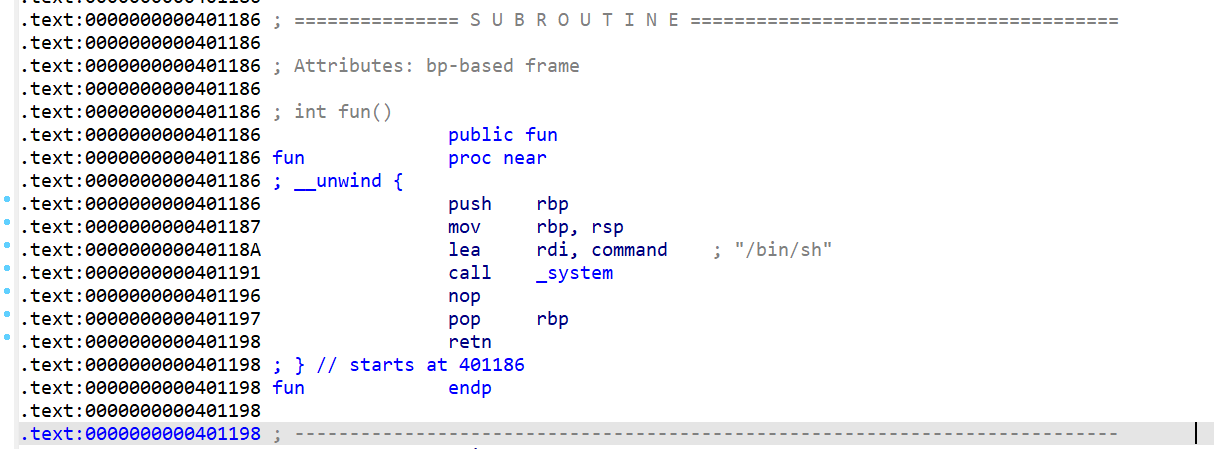 .text:0000000000401186
.text:0000000000401186 ; =============== S U B R O U T I N E =======================================
.text:0000000000401186
.text:0000000000401186 ; Attributes: bp-based frame
.text:0000000000401186
.text:0000000000401186 ; int fun()
.text:0000000000401186 public fun
.text:0000000000401186 fun proc near
.text:0000000000401186 ; __unwind {
.text:0000000000401186 push rbp
.text:0000000000401187 mov rbp, rsp
.text:000000000040118A lea rdi, command ; "/bin/sh"
.text:0000000000401191 call _system
.text:0000000000401196 nop
.text:0000000000401197 pop rbp
.text:0000000000401198 retn
.text:0000000000401198 ; } // starts at 401186
.text:0000000000401198 fun endp
.text:0000000000401198
.text:0000000000401198 ; ---------------------------------------------------------------------------